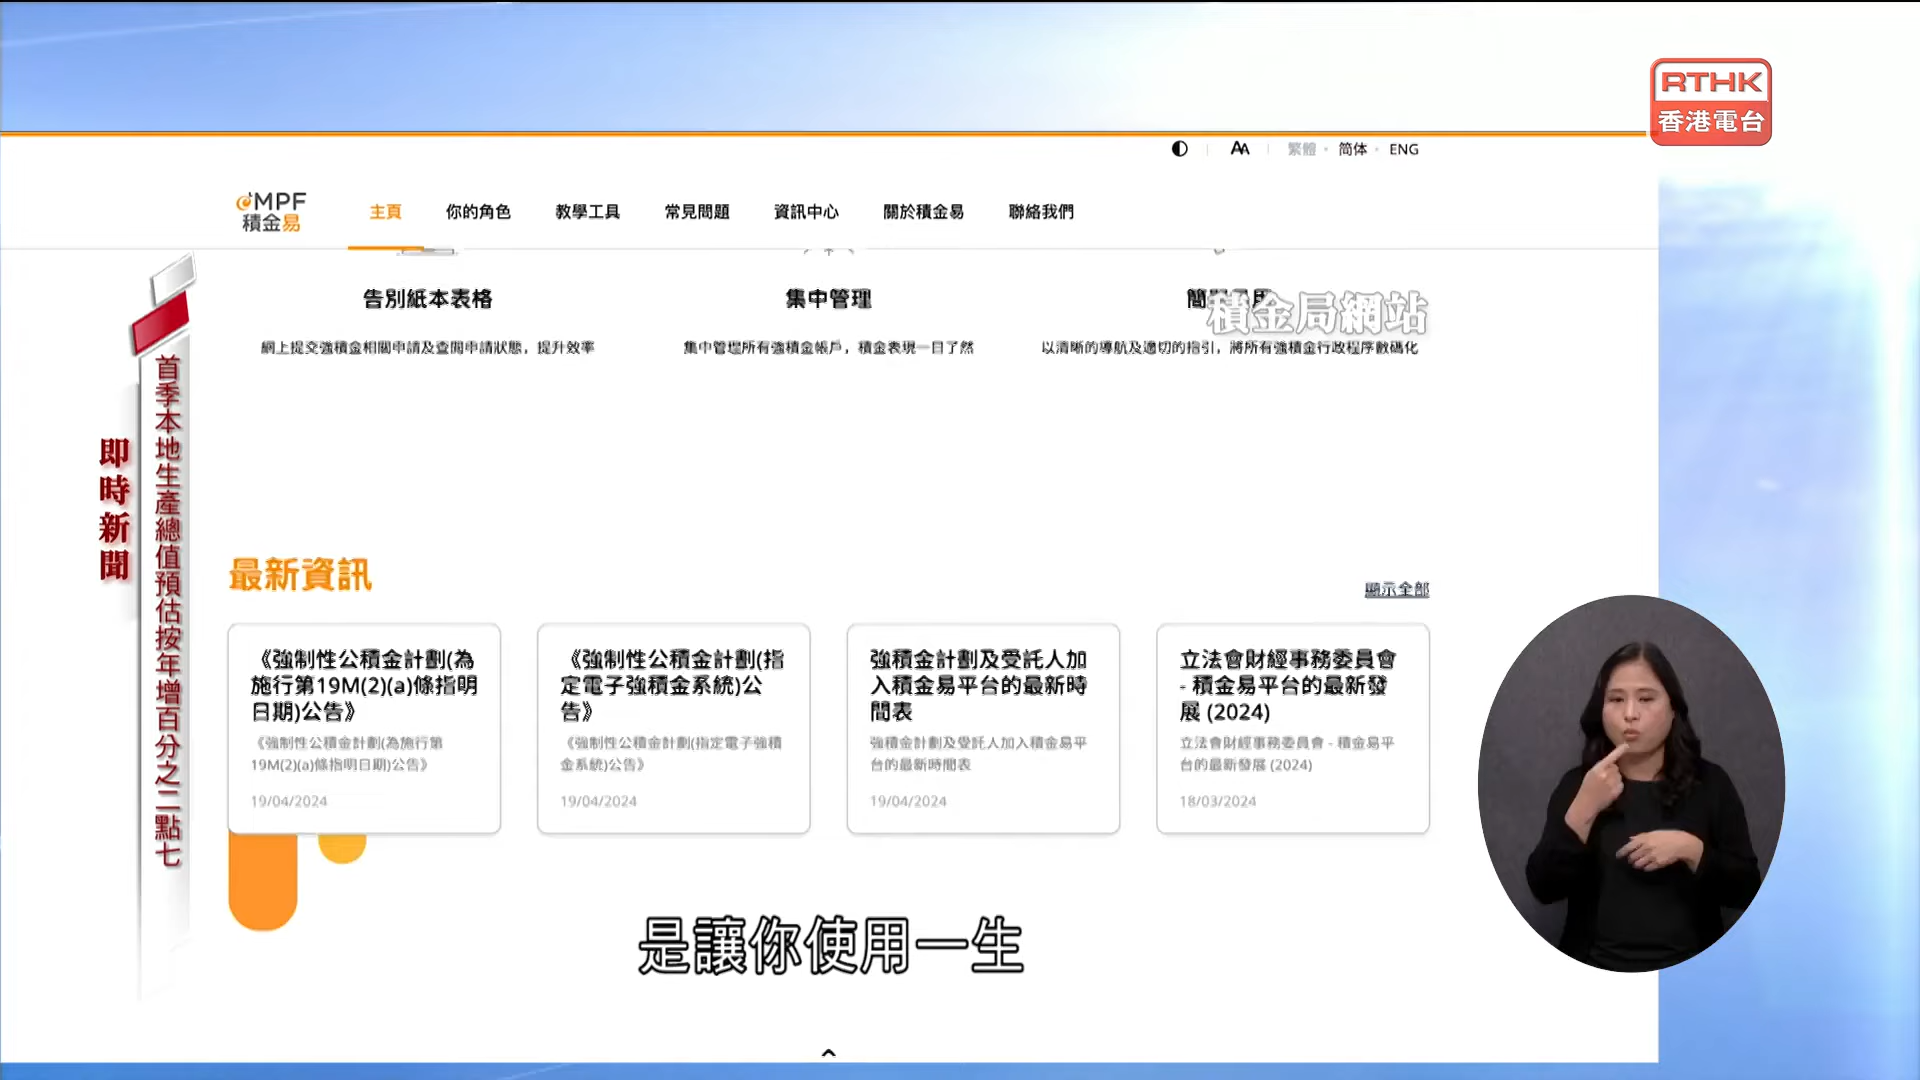 RTHK
香港電台
繁體 • 简体 • ENG
eMPF
積金易
主頁
你的角色
教學工具
常見問題
資訊中心
關於積金易
聯絡我們
告別紙本表格
網上提交強積金相關申請及查閱申請狀態，提升效率
集中管理
集中管理所有強積金帳戶，積金表現一目了然
簡
積金局網站
以清晰的導航及適切的指引，將所有強積金行政程序數碼化
即時新聞
首季本地生產總值預估按年增百分之二點七
最新資訊
顯示全部
《強制性公積金計劃(為
施行第19M(2)(a)條指明
日期)公告》
《強制性公積金計劃(為施行第
19M(2)(a)條指明日期)公告》
19/04/2024
《強制性公積金計劃(指
定電子強積金系統)公
告》
《強制性公積金計劃(指定電子強積
金系統)公告》
19/04/2024
強積金計劃及受託人加
入積金易平台的最新時
間表
強積金計劃及受託人加入積金易平
台的最新時間表
19/04/2024
立法會財經事務委員會
- 積金易平台的最新發
展 (2024)
立法會財經事務委員會 - 積金易平
台的最新發展 (2024)
18/03/2024
是讓你使用一生